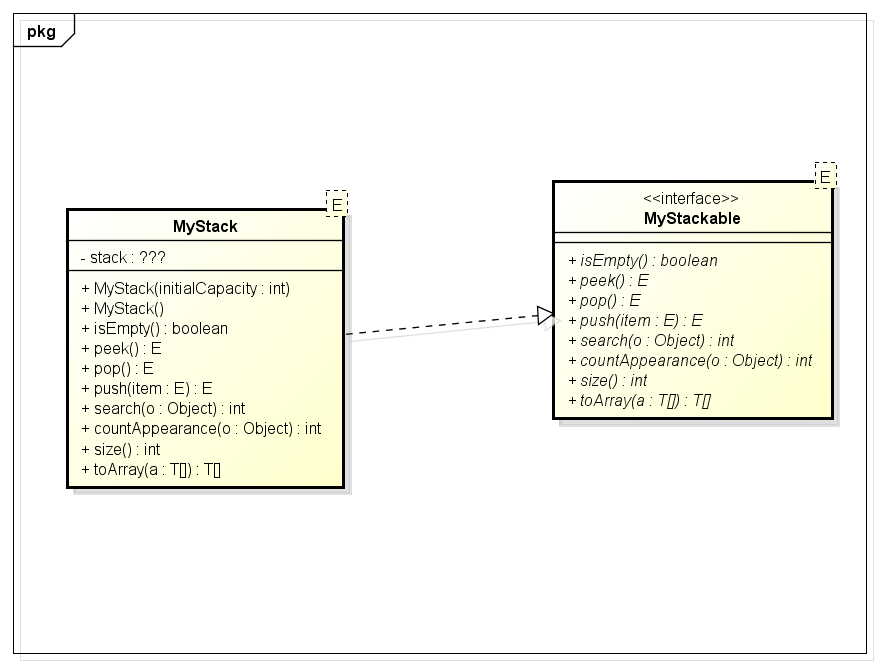 pkg
E
MyStack
- stack : ???
+ MyStack(initialCapacity : int)
+ MyStack()
+ isEmpty() : boolean
+ peek() : E
+ pop() : E
+ push(item : E) : E
+ search(o : Object) : int
+ countAppearance(o : Object) : int
+ size() : int
+ toArray(a : T[]) : T[]
E
<<interface>>
MyStackable
+ isEmpty() : boolean
+ peek() : E
+ pop() : E
+ push(item : E) : E
+ search(o : Object) : int
+ countAppearance(o : Object) : int
+ size() : int
+ toArray(a : T[]) : T[]